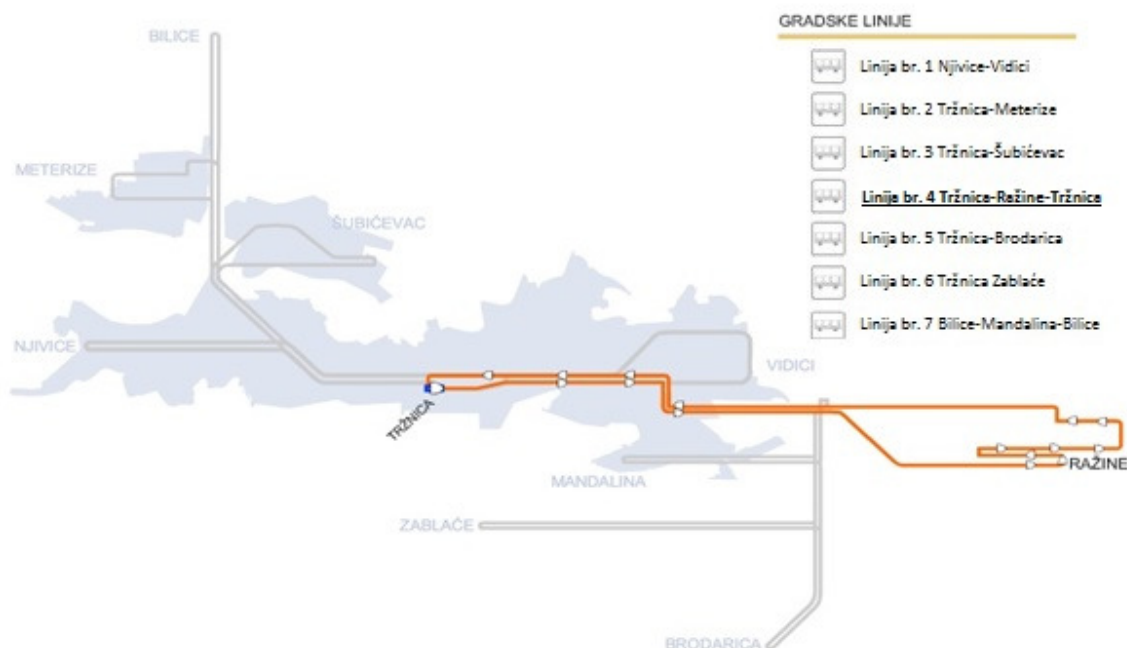 GRADSKE LINIJE
Linija br. 1 Njivice-Vidici
Linija br. 2 Tržnica-Meterize
Linija br. 3 Tržnica-Šubićevac
Linija br. 4 Tržnica-Ražine-Tržnica
Linija br. 5 Tržnica-Brodarica
Linija br. 6 Tržnica Zablaće
Linija br. 7 Bilice-Mandalina-Bilice
BILICE
METERIZE
ŠUBIĆEVAC
NJIVICE
VIDICI
TRŽNICA
RAŽINE
MANDALINA
ZABLAĆE
BRODARICA